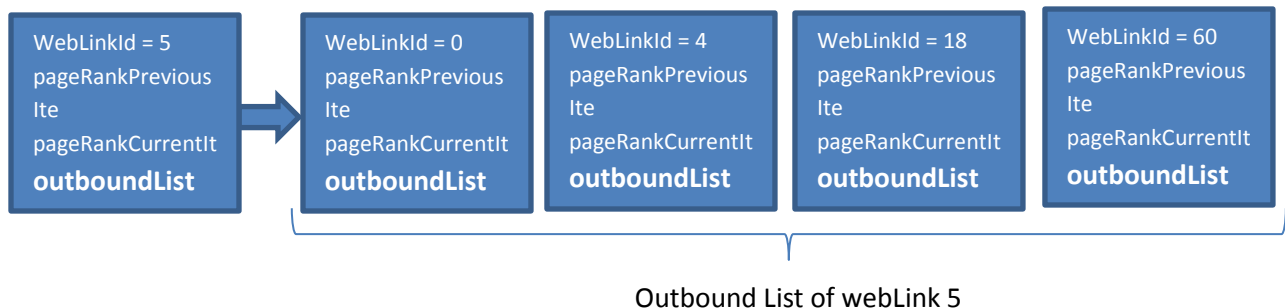 WebLinkId = 5
pageRankPrevious
Ite
pageRankCurrentIt
outboundList
WebLinkId = 0
pageRankPrevious
Ite
pageRankCurrentIt
outboundList
WebLinkId = 4
pageRankPrevious
Ite
pageRankCurrentIt
outboundList
WebLinkId = 18
pageRankPrevious
Ite
pageRankCurrentIt
outboundList
WebLinkId = 60
pageRankPrevious
Ite
pageRankCurrentIt
outboundList
Outbound List of webLink 5